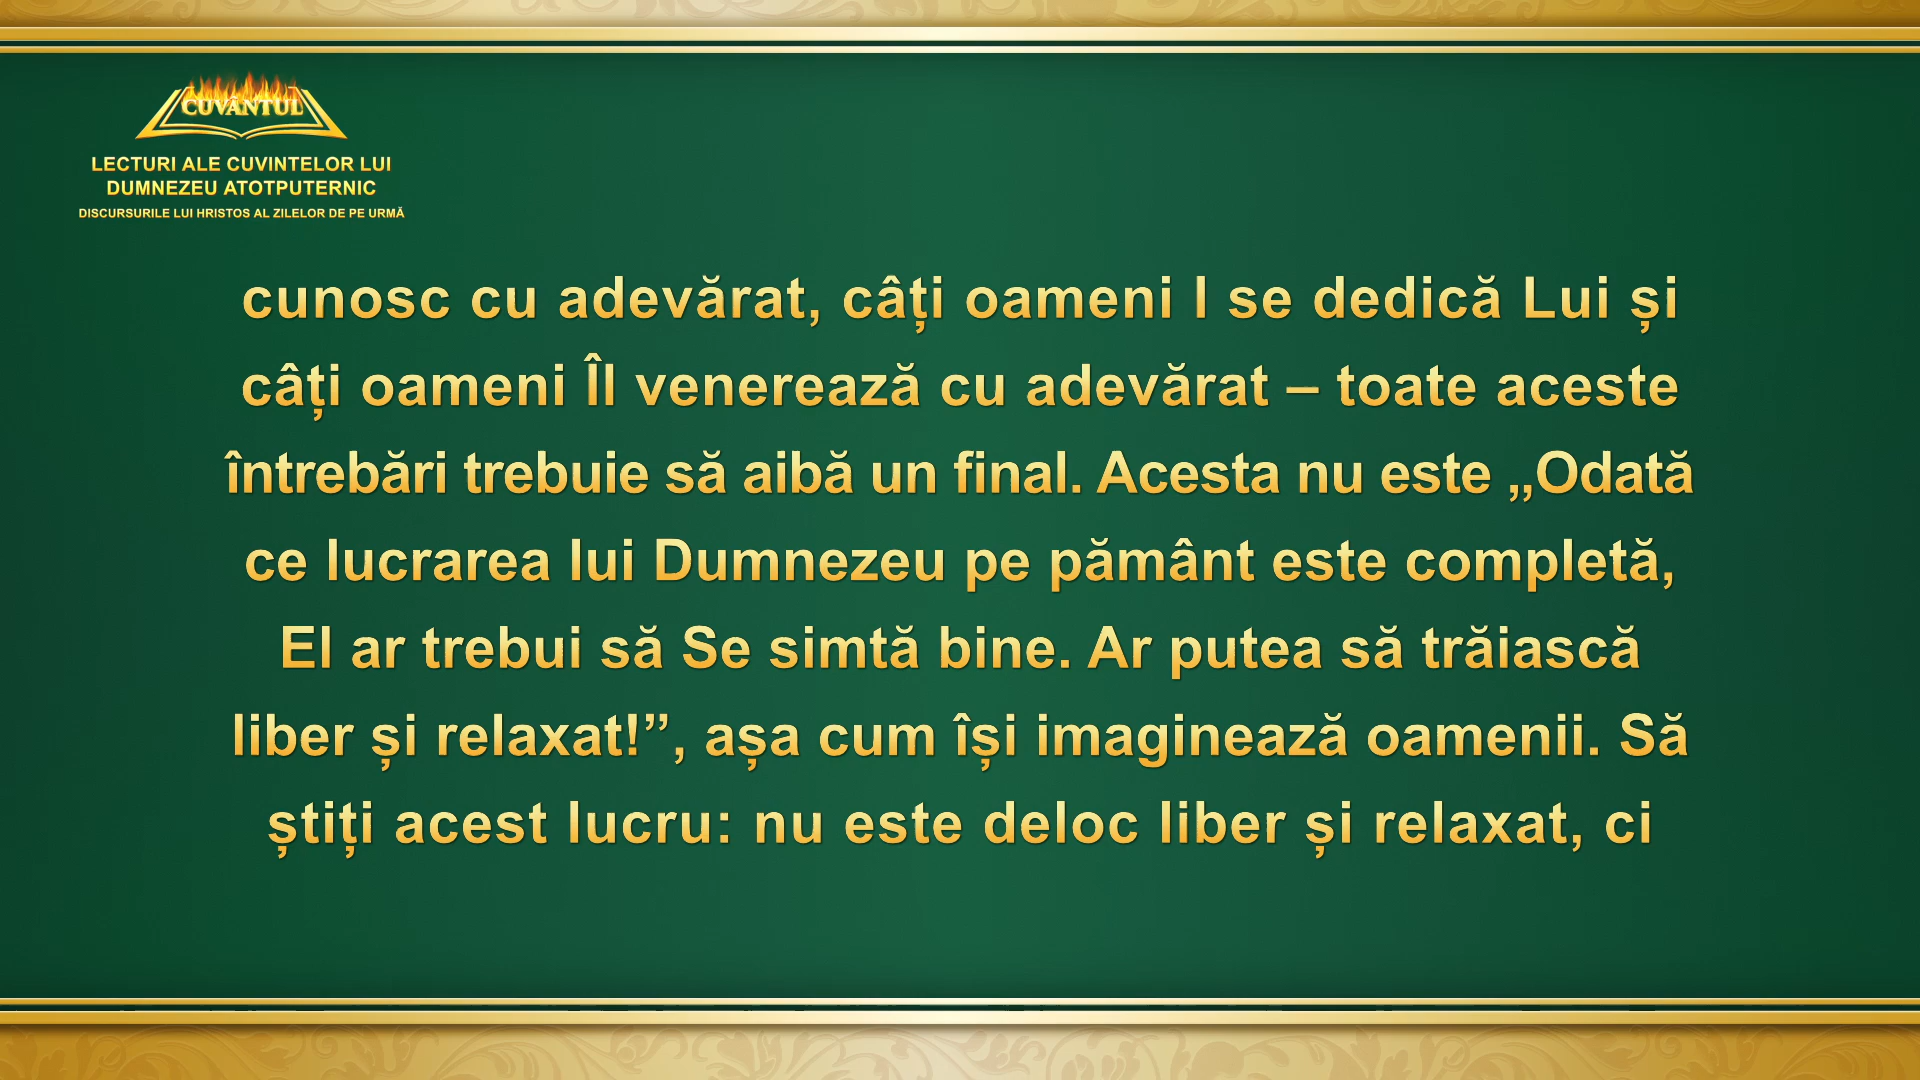 CUVÂNTUL
LECTURI ALE CUVINTELOR LUI
DUMNEZEU ATOTPUTERNIC
DISCURSURILE LUI HRISTOS AL ZILELOR DE PE URMĂ
cunosc cu adevărat, câți oameni I se dedică Lui și
câți oameni Îl venerează cu adevărat – toate aceste
întrebări trebuie să aibă un final. Acesta nu este „Odată
ce lucrarea lui Dumnezeu pe pământ este completă,
El ar trebui să Se simtă bine. Ar putea să trăiască
liber și relaxat!”, așa cum își imaginează oamenii. Să
știți acest lucru: nu este deloc liber și relaxat, ci